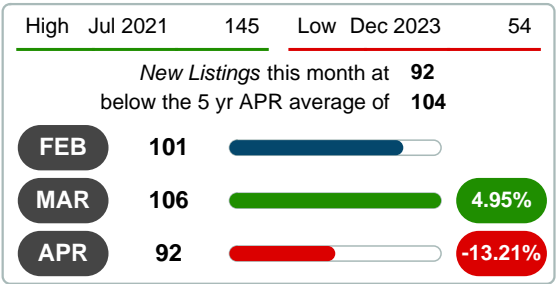 High Jul 2021 145 Low Dec 2023 54
New Listings this month at 92
below the 5 yr APR average of 104
FEB 101
MAR 106 4.95%
APR 92 -13.21%